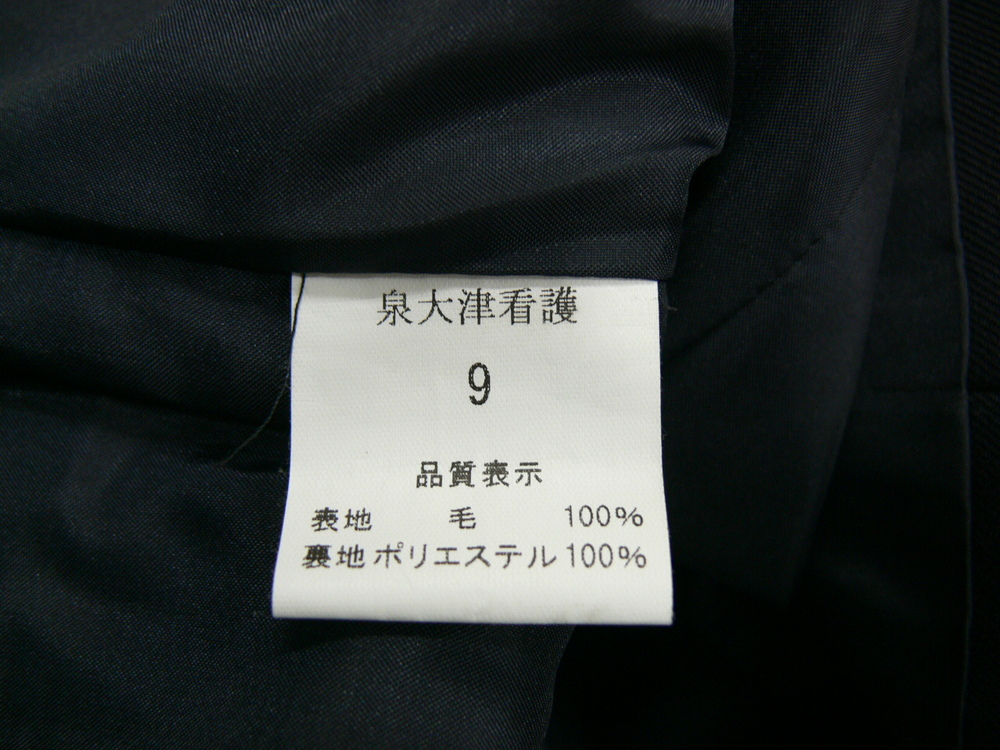 泉大津看護
9
品質表示
表地 毛 100%
裏地 ポリエステル 100%